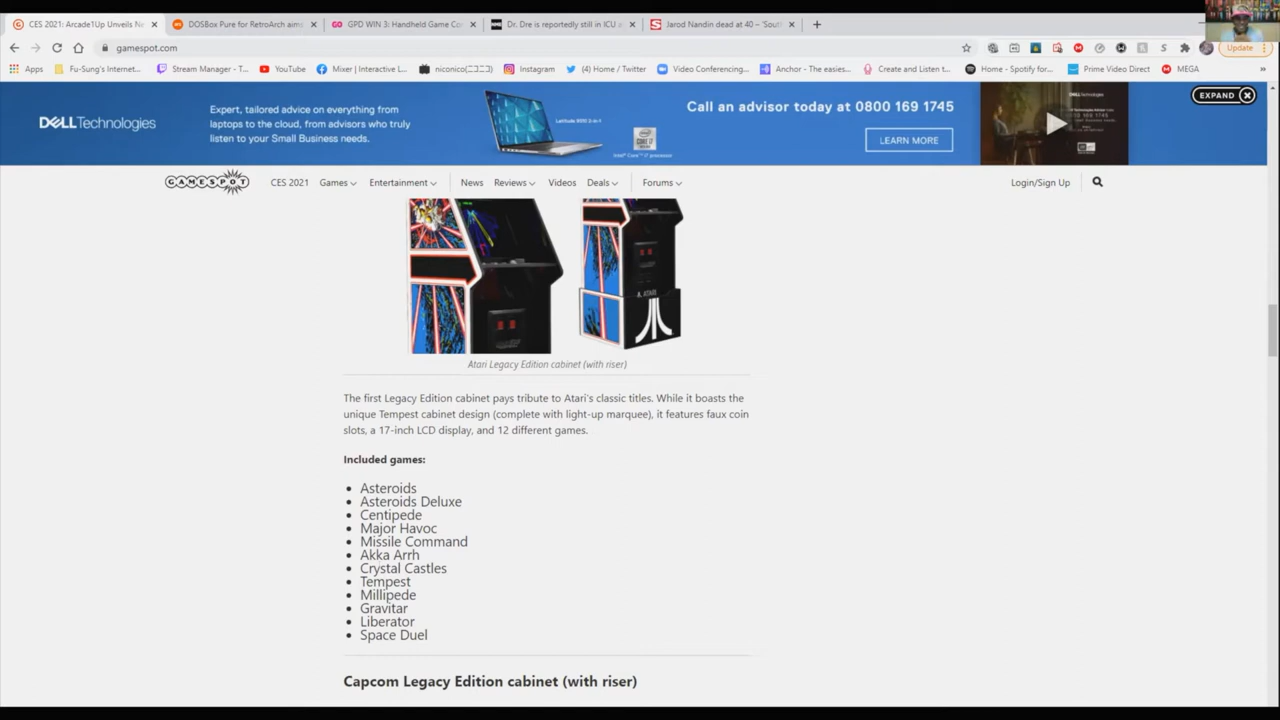 CES 2021: Arcade1Up Unveils Ne
DOSBox Pure for RetroArch aims
GPD WIN 3: Handheld Game Co
Dr. Dre is reportedly still in ICU a
Jarod Nandin dead at 40 – 'South
gamespot.com
Update
Apps
Fu-Sung's Internet...
Stream Manager - T...
YouTube
Mixer | Interactive L...
niconico(ニコニコ)
Instagram
(4) Home / Twitter
Video Conferencing...
Anchor - The easies...
Create and Listen t...
Home - Spotify for...
Prime Video Direct
MEGA
DELLTechnologies
Expert, tailored advice on everything from
laptops to the cloud, from advisors who truly
listen to your Small Business needs.
Call an advisor today at 0800 169 1745
LEARN MORE
EXPAND
GAMESPOT
CES 2021
Games
Entertainment
News
Reviews
Videos
Deals
Forums
Login/Sign Up
ATARI
Atari Legacy Edition cabinet (with riser)
The first Legacy Edition cabinet pays tribute to Atari's classic titles. While it boasts the
unique Tempest cabinet design (complete with light-up marquee), it features faux coin
slots, a 17-inch LCD display, and 12 different games.
Included games:
• Asteroids
• Asteroids Deluxe
• Centipede
• Major Havoc
• Missile Command
• Akka Arrh
• Crystal Castles
• Tempest
• Millipede
• Gravitar
• Liberator
• Space Duel
Capcom Legacy Edition cabinet (with riser)